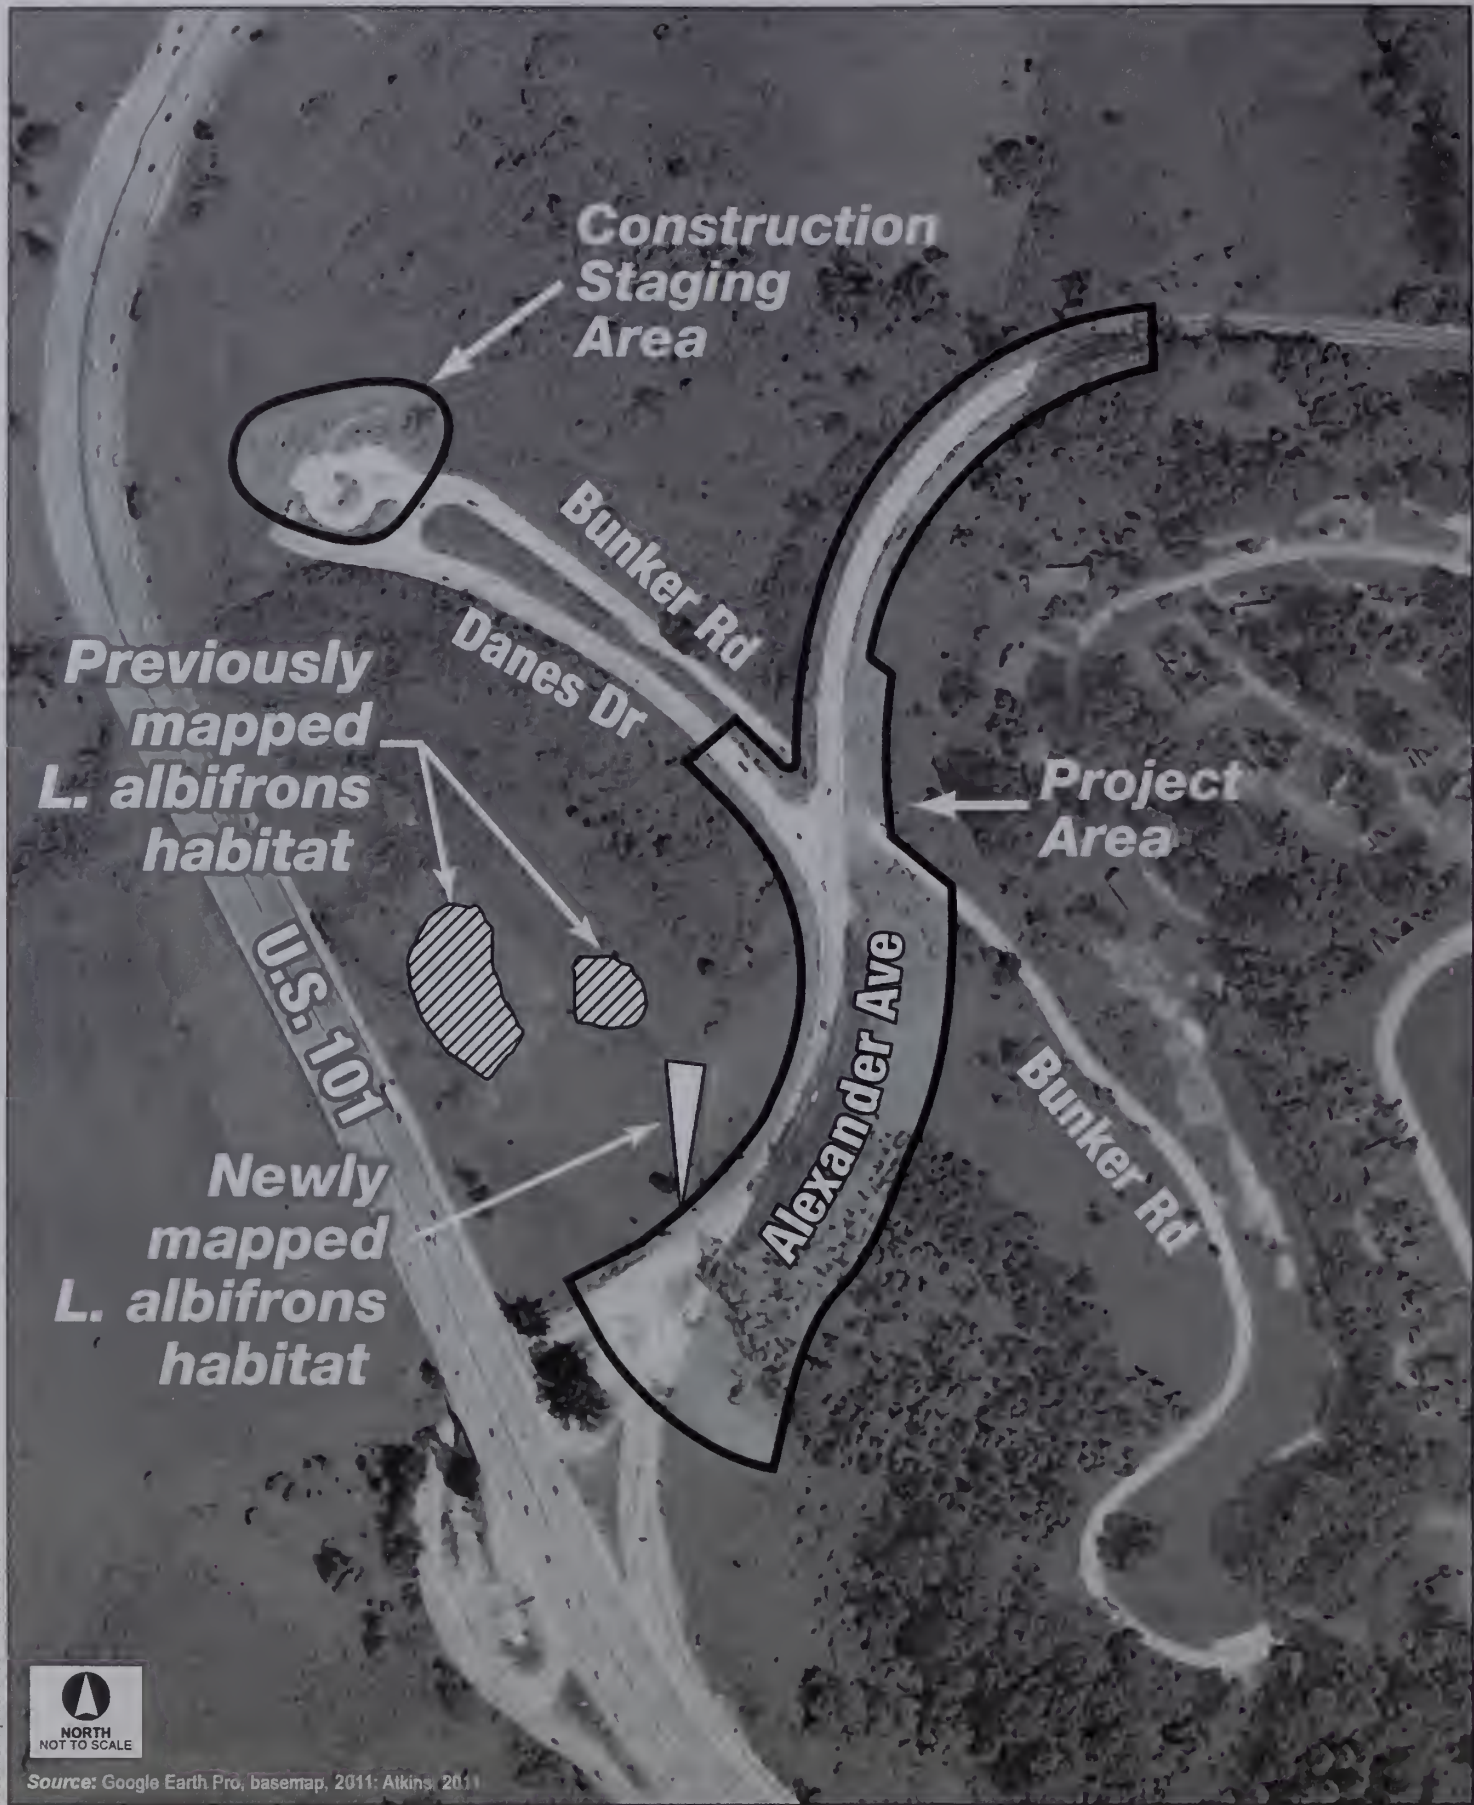 Construction
Staging
Area
Bunker Rd
Danes Dr
Previously
mapped
L. albifrons
habitat
Project
Area
U.S. 101
Alexander Ave
Bunker Rd
Newly
mapped
L. albifrons
habitat
NORTH
NOT TO SCALE
Source: Google Earth Pro, basemap, 2011: Atkins, 2011